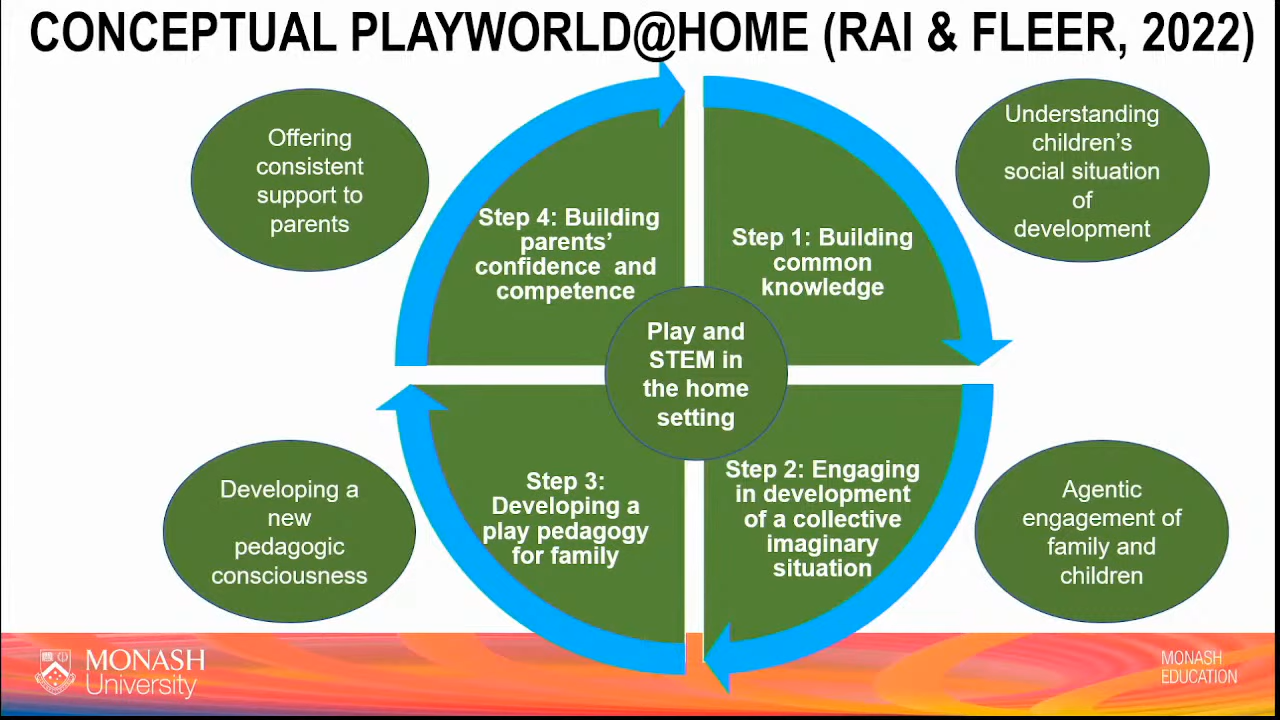 CONCEPTUAL PLAYWORLD@HOME (RAI & FLEER, 2022)
Offering
consistent
support to
parents
Understanding
children’s
social situation
of
development
Step 4: Building
parents’
confidence and
competence
Step 1: Building
common
knowledge
Play and
STEM in
the home
setting
Step 3:
Developing a
play pedagogy
for family
Step 2: Engaging
in development
of a collective
imaginary
situation
Developing a
new
pedagogic
consciousness
Agentic
engagement of
family and
children
MONASH
University
MONASH
EDUCATION